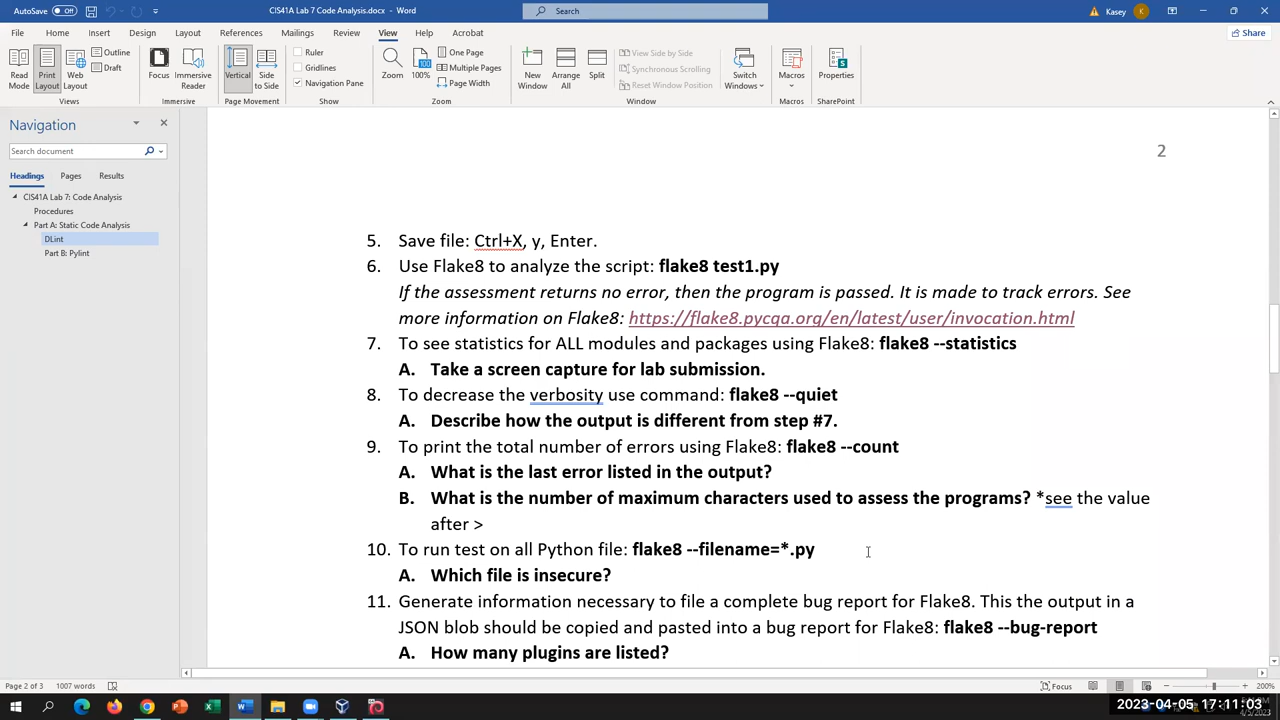 AutoSave Off CIS41A Lab 7 Code Analysis.docx - Word Search Kasey
File Home Insert Design Layout References Mailings Review View Help Acrobat Share
Read Mode Print Layout Web Layout Outline Draft Focus Immersive Reader Vertical Side to Side Ruler Gridlines Navigation Pane Zoom 100% One Page Multiple Pages Page Width New Window Arrange All Split View Side by Side Synchronous Scrolling Reset Window Position Switch Windows Macros Properties
Views Immersive Page Movement Show Zoom Window Macros SharePoint
Navigation
Search document
Headings Pages Results
CIS41A Lab 7: Code Analysis
Procedures
Part A: Static Code Analysis
DLint
Part B: Pylint
2
5. Save file: Ctrl+X, y, Enter.
6. Use Flake8 to analyze the script: flake8 test1.py
If the assessment returns no error, then the program is passed. It is made to track errors. See
more information on Flake8: https://flake8.pycqa.org/en/latest/user/invocation.html
7. To see statistics for ALL modules and packages using Flake8: flake8 --statistics
A. Take a screen capture for lab submission.
8. To decrease the verbosity use command: flake8 --quiet
A. Describe how the output is different from step #7.
9. To print the total number of errors using Flake8: flake8 --count
A. What is the last error listed in the output?
B. What is the number of maximum characters used to assess the programs? *see the value
after >
10. To run test on all Python file: flake8 --filename=*.py
A. Which file is insecure?
11. Generate information necessary to file a complete bug report for Flake8. This the output in a
JSON blob should be copied and pasted into a bug report for Flake8: flake8 --bug-report
A. How many plugins are listed?
Page 2 of 3 1007 words Focus 200%
2023-04-05 17:11:03
4/5/2023